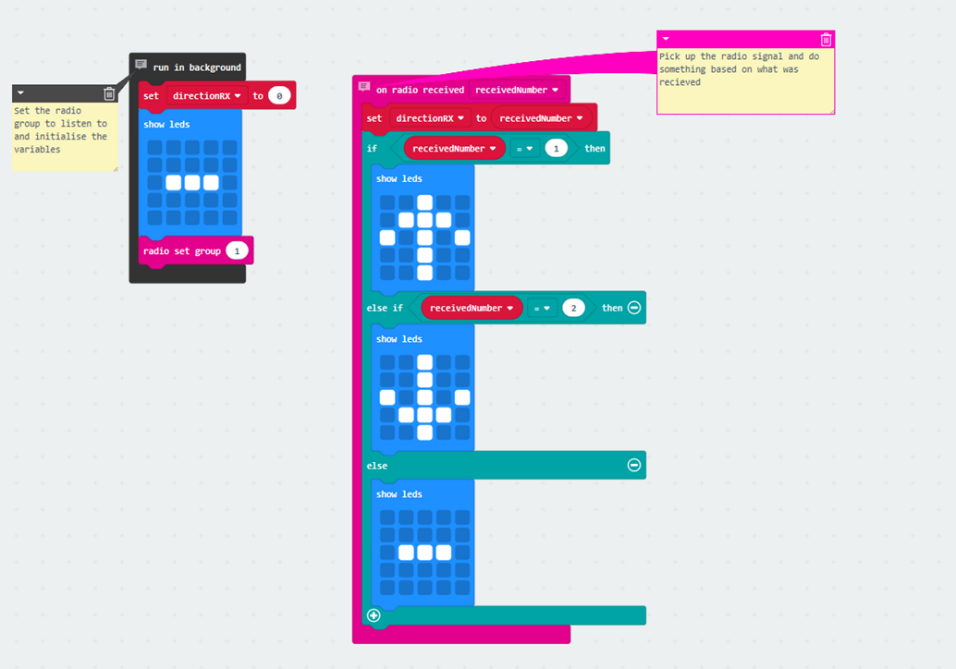 run in background
set directionRX to 0
show leds
radio set group 1
Set the radio
group to listen to
and initialise the
variables
on radio received receivedNumber
set directionRX to receivedNumber
if receivedNumber = 1 then
show leds
else if receivedNumber = 2 then
show leds
else
show leds
Pick up the radio signal and do
something based on what was
recieved